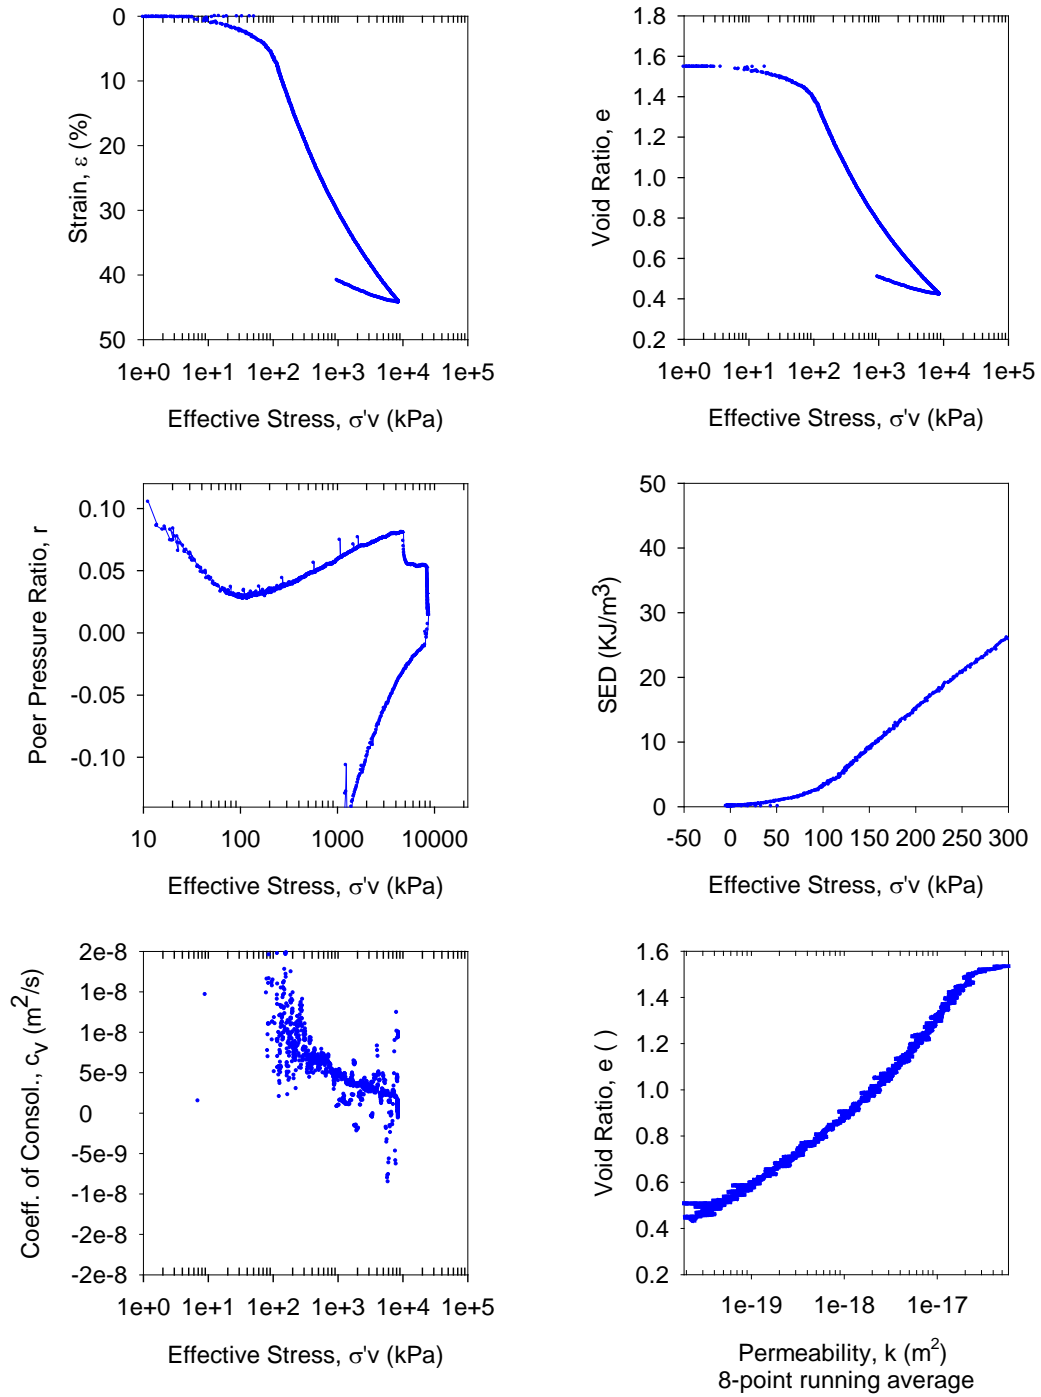 0
10
20
30
40
50
Strain, ε (%)
1e+0 1e+1 1e+2 1e+3 1e+4 1e+5
Effective Stress, σ'v (kPa)
1.8
1.6
1.4
1.2
1.0
0.8
0.6
0.4
0.2
Void Ratio, e
1e+0 1e+1 1e+2 1e+3 1e+4 1e+5
Effective Stress, σ'v (kPa)
0.10
0.05
0.00
-0.05
-0.10
Poer Pressure Ratio, r
10 100 1000 10000
Effective Stress, σ'v (kPa)
50
40
30
20
10
0
SED (KJ/m³)
-50 0 50 100 150 200 250 300
Effective Stress, σ'v (kPa)
2e-8
1e-8
1e-8
5e-9
0
-5e-9
-1e-8
-2e-8
-2e-8
Coeff. of Consol., cᵥ (m²/s)
1e+0 1e+1 1e+2 1e+3 1e+4 1e+5
Effective Stress, σ'v (kPa)
1.6
1.4
1.2
1.0
0.8
0.6
0.4
0.2
Void Ratio, e ( )
1e-19 1e-18 1e-17
Permeability, k (m²)
8-point running average